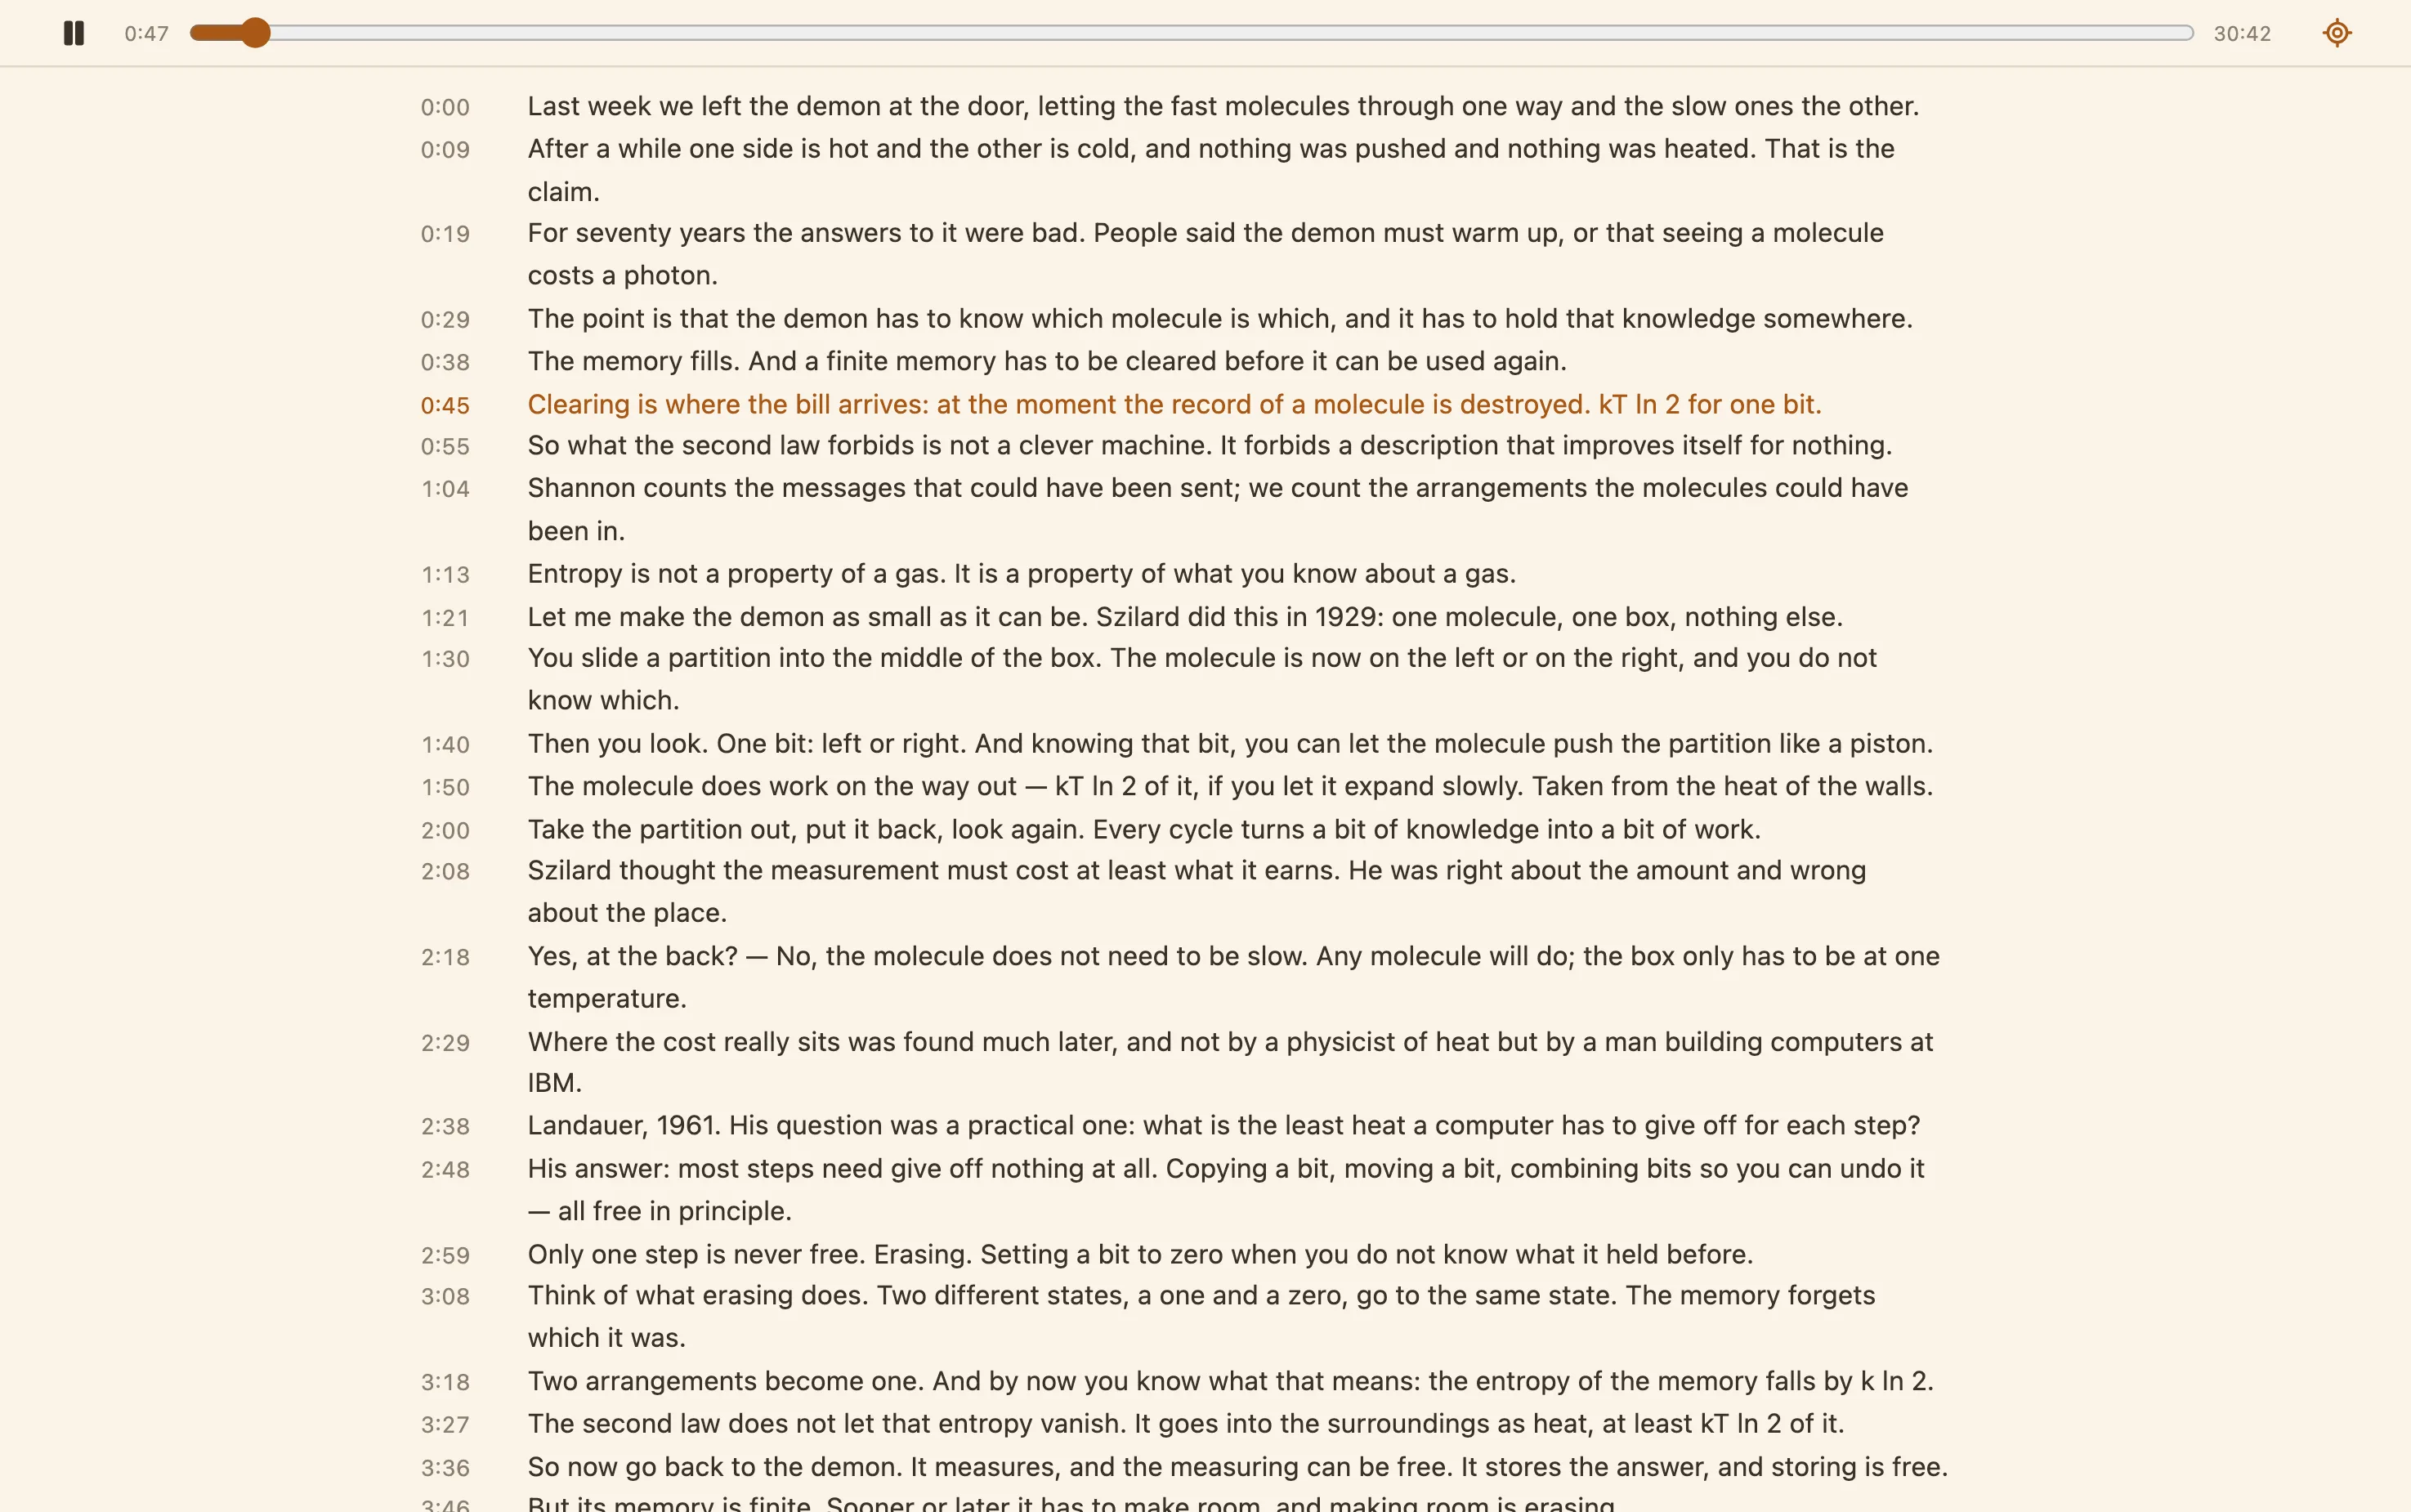 0:47 30:42
0:00 Last week we left the demon at the door, letting the fast molecules through one way and the slow ones the other.
0:09 After a while one side is hot and the other is cold, and nothing was pushed and nothing was heated. That is the
claim.
0:19 For seventy years the answers to it were bad. People said the demon must warm up, or that seeing a molecule
costs a photon.
0:29 The point is that the demon has to know which molecule is which, and it has to hold that knowledge somewhere.
0:38 The memory fills. And a finite memory has to be cleared before it can be used again.
0:45 Clearing is where the bill arrives: at the moment the record of a molecule is destroyed. kT ln 2 for one bit.
0:55 So what the second law forbids is not a clever machine. It forbids a description that improves itself for nothing.
1:04 Shannon counts the messages that could have been sent; we count the arrangements the molecules could have
been in.
1:13 Entropy is not a property of a gas. It is a property of what you know about a gas.
1:21 Let me make the demon as small as it can be. Szilard did this in 1929: one molecule, one box, nothing else.
1:30 You slide a partition into the middle of the box. The molecule is now on the left or on the right, and you do not
know which.
1:40 Then you look. One bit: left or right. And knowing that bit, you can let the molecule push the partition like a piston.
1:50 The molecule does work on the way out — kT ln 2 of it, if you let it expand slowly. Taken from the heat of the walls.
2:00 Take the partition out, put it back, look again. Every cycle turns a bit of knowledge into a bit of work.
2:08 Szilard thought the measurement must cost at least what it earns. He was right about the amount and wrong
about the place.
2:18 Yes, at the back? — No, the molecule does not need to be slow. Any molecule will do; the box only has to be at one
temperature.
2:29 Where the cost really sits was found much later, and not by a physicist of heat but by a man building computers at
IBM.
2:38 Landauer, 1961. His question was a practical one: what is the least heat a computer has to give off for each step?
2:48 His answer: most steps need give off nothing at all. Copying a bit, moving a bit, combining bits so you can undo it
— all free in principle.
2:59 Only one step is never free. Erasing. Setting a bit to zero when you do not know what it held before.
3:08 Think of what erasing does. Two different states, a one and a zero, go to the same state. The memory forgets
which it was.
3:18 Two arrangements become one. And by now you know what that means: the entropy of the memory falls by k ln 2.
3:27 The second law does not let that entropy vanish. It goes into the surroundings as heat, at least kT ln 2 of it.
3:36 So now go back to the demon. It measures, and the measuring can be free. It stores the answer, and storing is free.
3:46 But its memory is finite. Sooner or later it has to make room, and making room is erasing.